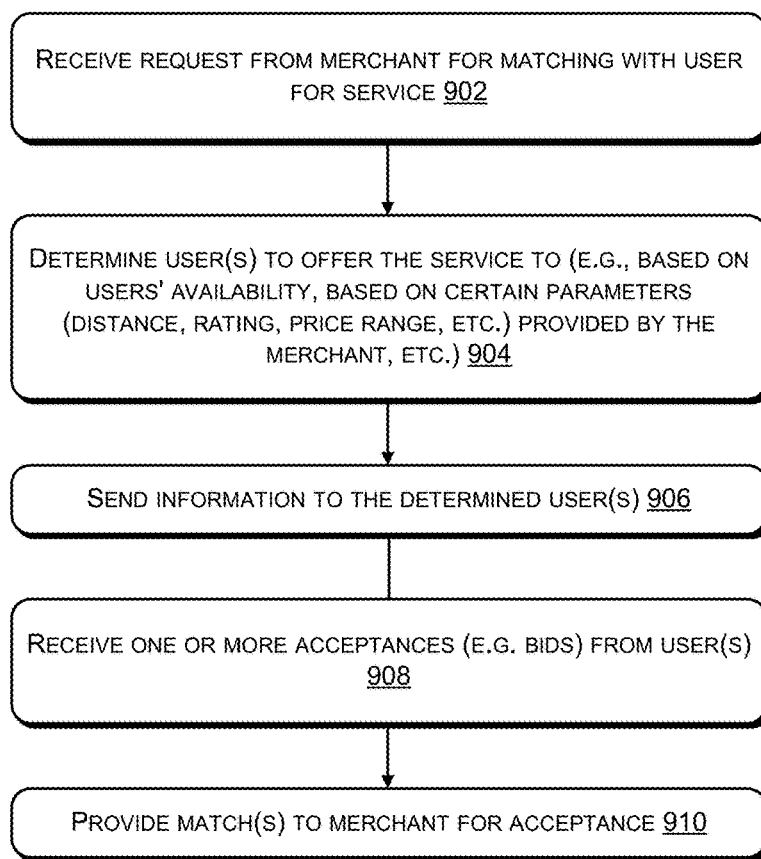 RECEIVE REQUEST FROM MERCHANT FOR MATCHING WITH USER
FOR SERVICE 902
DETERMINE USER(S) TO OFFER THE SERVICE TO (E.G., BASED ON
USERS' AVAILABILITY, BASED ON CERTAIN PARAMETERS
(DISTANCE, RATING, PRICE RANGE, ETC.) PROVIDED BY THE
MERCHANT, ETC.) 904
SEND INFORMATION TO THE DETERMINED USER(S) 906
RECEIVE ONE OR MORE ACCEPTANCES (E.G. BIDS) FROM USER(S)
908
PROVIDE MATCH(S) TO MERCHANT FOR ACCEPTANCE 910